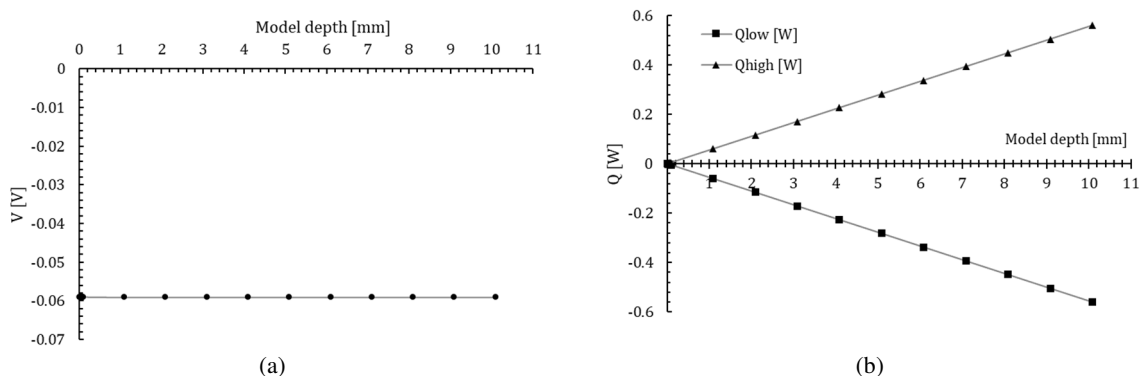 Model depth [mm]
0 1 2 3 4 5 6 7 8 9 10 11
0
-0.01
-0.02
-0.03
-0.04
-0.05
-0.06
-0.07
V [V]
(a)
0.6
0.4
0.2
0
-0.2
-0.4
-0.6
Q [W]
Qlow [W]
Qhigh [W]
Model depth [mm]
1 2 3 4 5 6 7 8 9 10 11
(b)